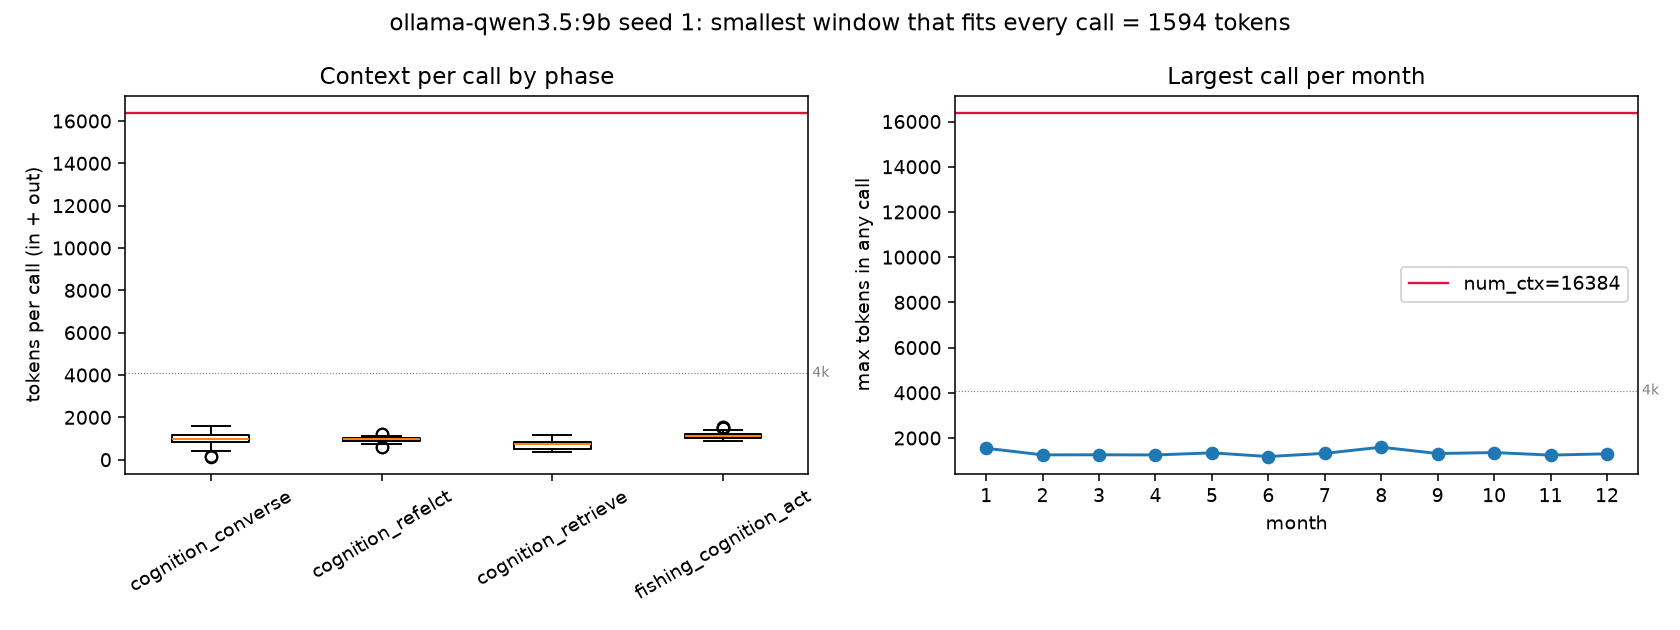 ollama-qwen3.5:9b seed 1: smallest window that fits every call = 1594 tokens
Context per call by phase
tokens per call (in + out)
16000
14000
12000
10000
8000
6000
4000
2000
0
4k
cognition_converse
cognition_refelct
cognition_retrieve
fishing_cognition_act
Largest call per month
max tokens in any call
16000
14000
12000
10000
8000
6000
4000
2000
num_ctx=16384
4k
1 2 3 4 5 6 7 8 9 10 11 12
month